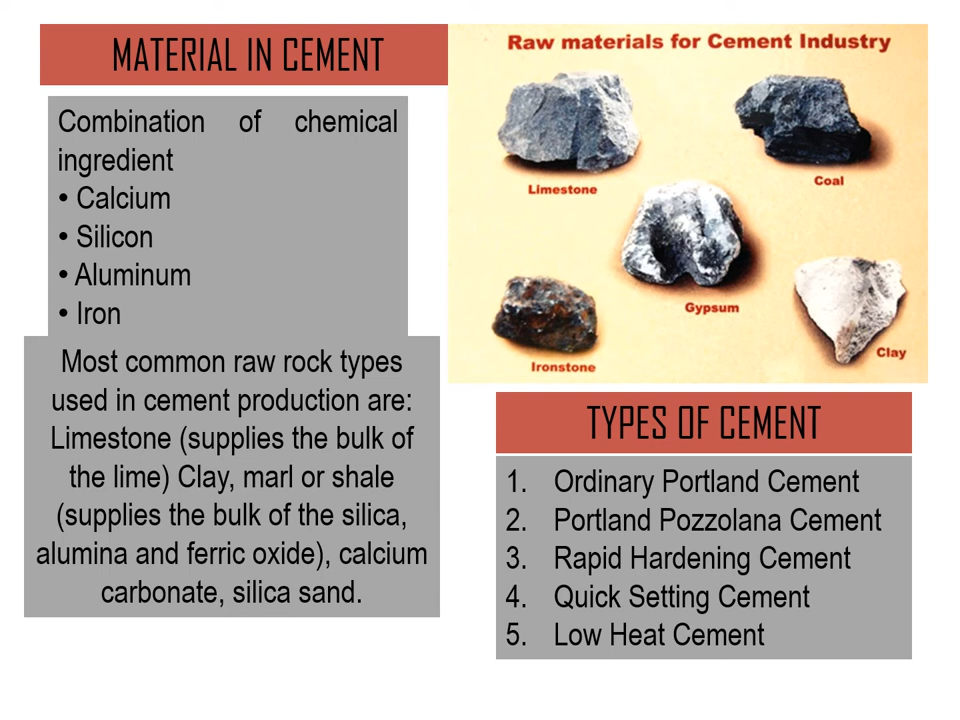 MATERIAL IN CEMENT
Combination of chemical
ingredient
• Calcium
• Silicon
• Aluminum
• Iron
Most common raw rock types
used in cement production are:
Limestone (supplies the bulk of
the lime) Clay, marl or shale
(supplies the bulk of the silica,
alumina and ferric oxide), calcium
carbonate, silica sand.
Raw materials for Cement Industry
Limestone
Coal
Gypsum
Ironstone
Clay
TYPES OF CEMENT
1. Ordinary Portland Cement
2. Portland Pozzolana Cement
3. Rapid Hardening Cement
4. Quick Setting Cement
5. Low Heat Cement